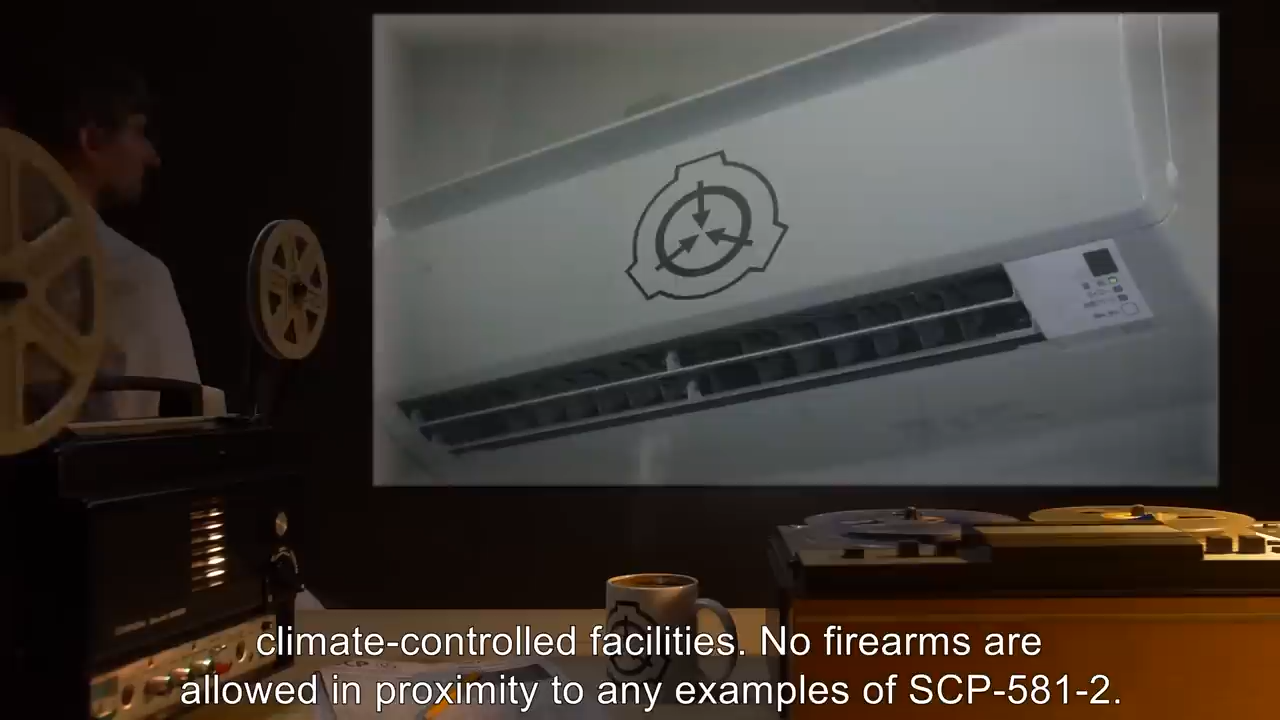 climate-controlled facilities. No firearms are
allowed in proximity to any examples of SCP-581-2.